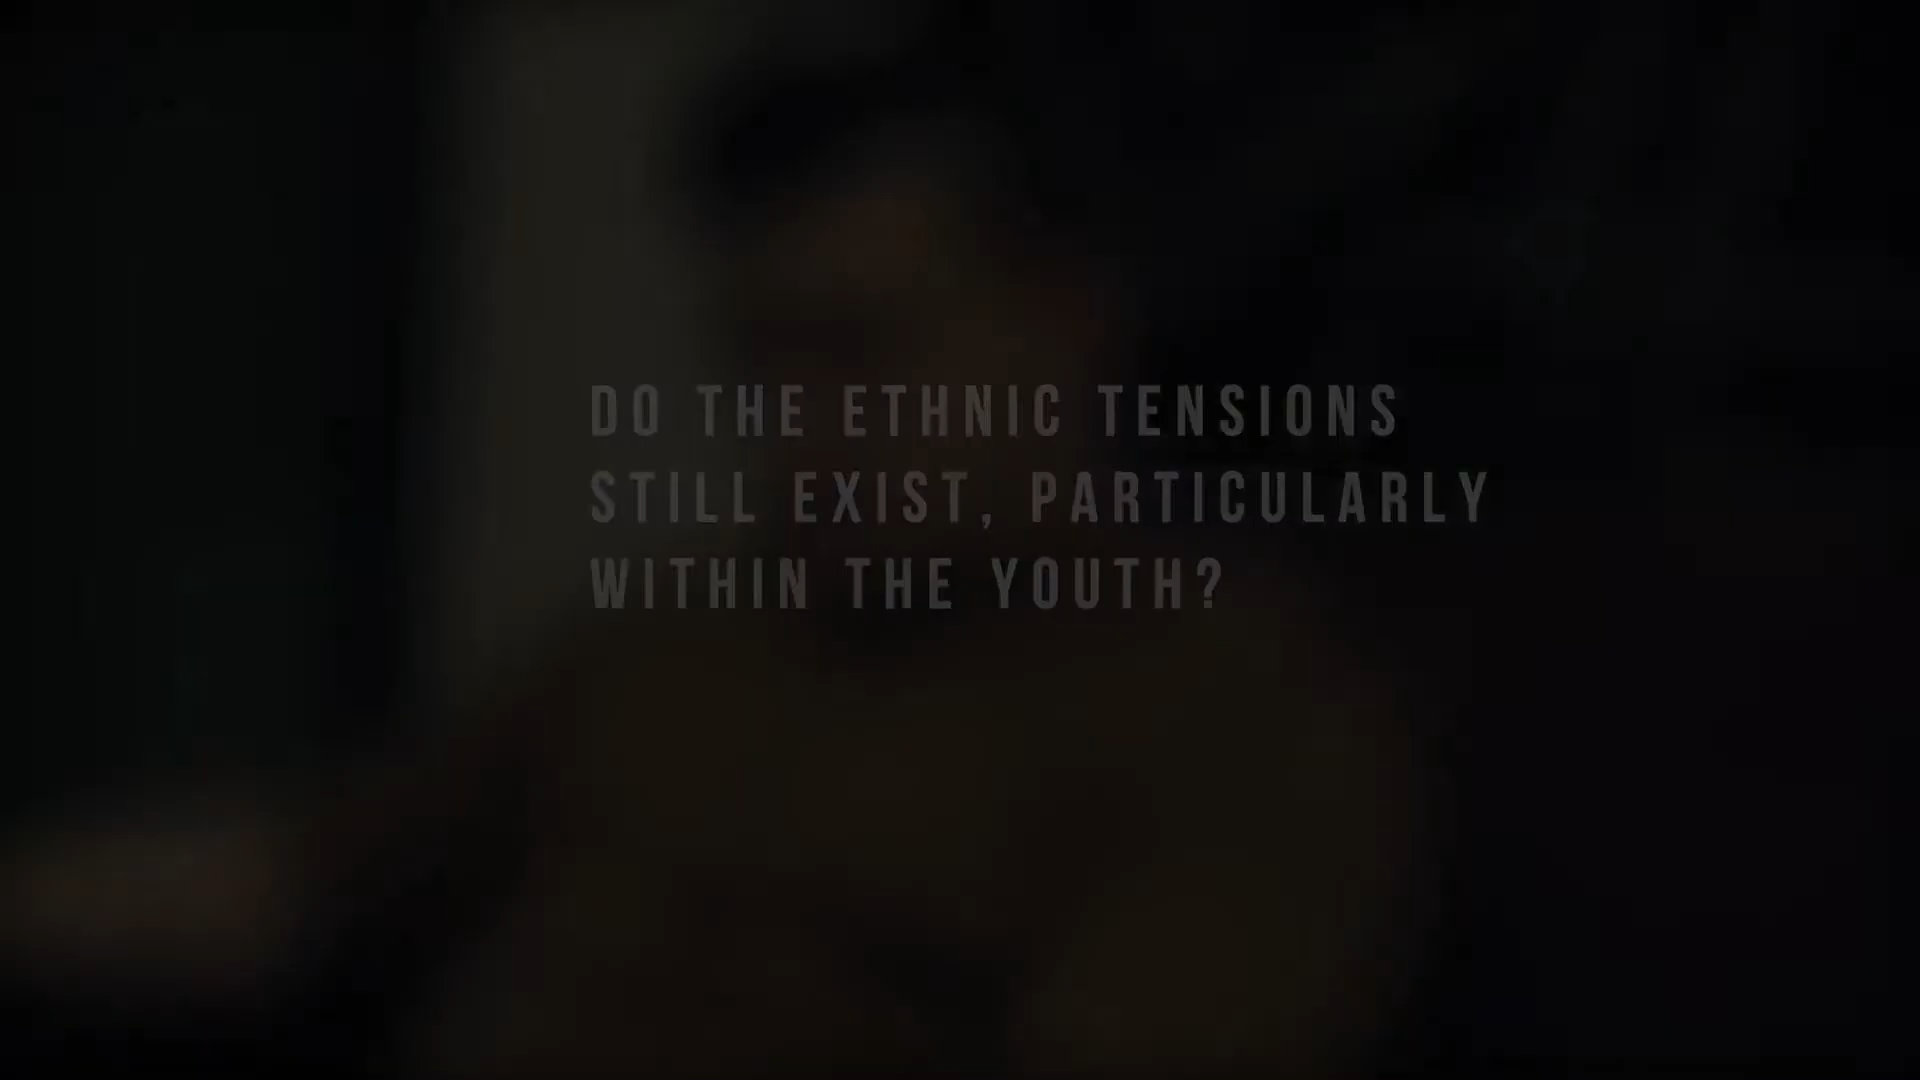 DO THE ETHNIC TENSIONS
STILL EXIST, PARTICULARLY
WITHIN THE YOUTH?